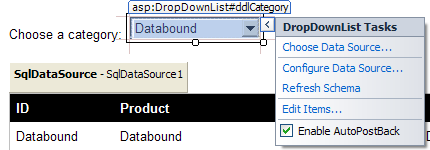 asp:DropDownList#ddlCategory
Choose a category:
Databound
DropDownList Tasks
Choose Data Source...
Configure Data Source...
Refresh Schema
Edit Items...
Enable AutoPostBack
SqlDataSource - SqlDataSource1
ID Product
Databound Databound